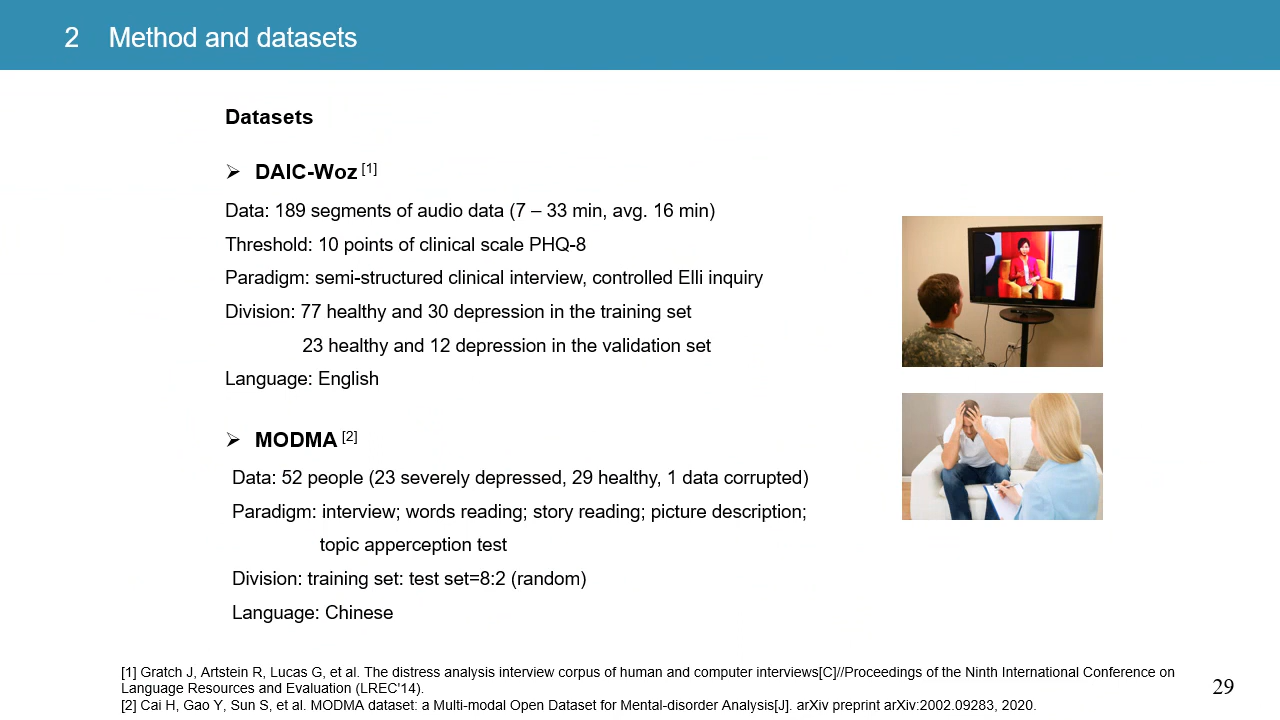 2 Method and datasets
Datasets
➢ DAIC-Woz [1]
Data: 189 segments of audio data (7 – 33 min, avg. 16 min)
Threshold: 10 points of clinical scale PHQ-8
Paradigm: semi-structured clinical interview, controlled Elli inquiry
Division: 77 healthy and 30 depression in the training set
23 healthy and 12 depression in the validation set
Language: English
➢ MODMA [2]
Data: 52 people (23 severely depressed, 29 healthy, 1 data corrupted)
Paradigm: interview; words reading; story reading; picture description;
topic apperception test
Division: training set: test set=8:2 (random)
Language: Chinese
[1] Gratch J, Artstein R, Lucas G, et al. The distress analysis interview corpus of human and computer interviews[C]//Proceedings of the Ninth International Conference on
Language Resources and Evaluation (LREC'14).
[2] Cai H, Gao Y, Sun S, et al. MODMA dataset: a Multi-modal Open Dataset for Mental-disorder Analysis[J]. arXiv preprint arXiv:2002.09283, 2020.
29